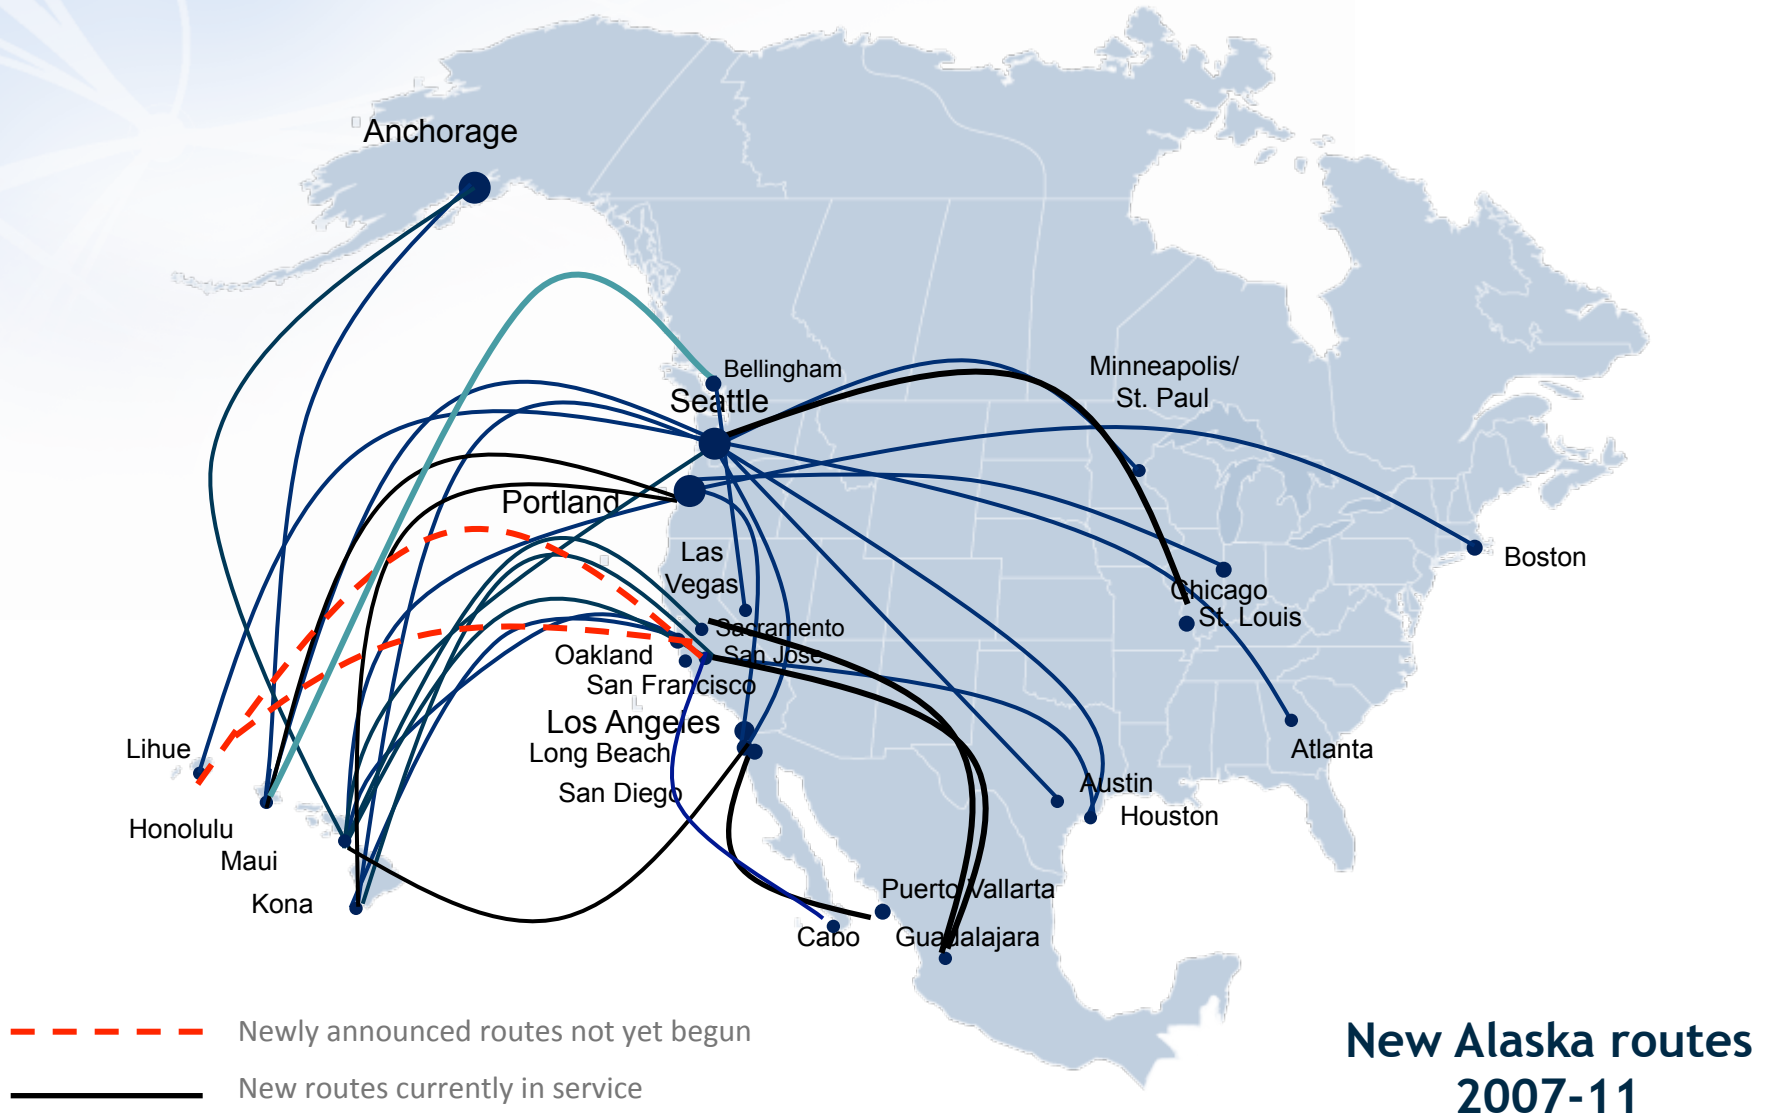 Anchorage
Bellingham
Seattle
Minneapolis/
St. Paul
Portland
Las
Vegas
Boston
Chicago
St. Louis
Sacramento
Oakland
San Jose
San Francisco
Los Angeles
Long Beach
San Diego
Lihue
Atlanta
Austin
Houston
Honolulu
Maui
Kona
Puerto Vallarta
Cabo
Guadalajara
Newly announced routes not yet begun
New routes currently in service
New Alaska routes
2007-11